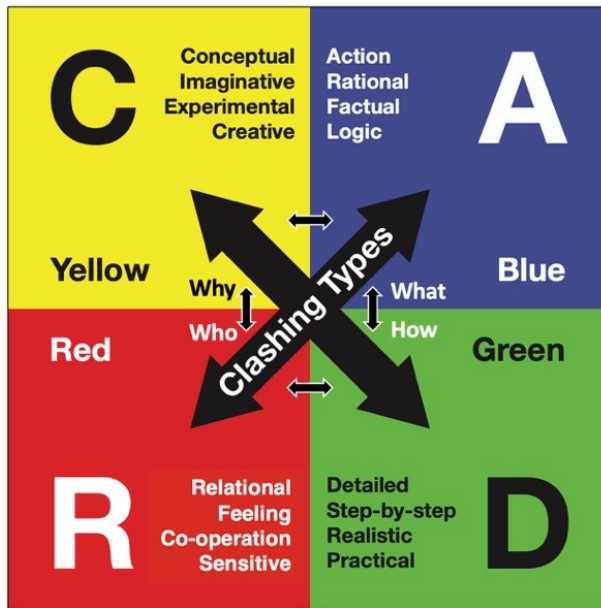 C
Conceptual
Imaginative
Experimental
Creative
Action
Rational
Factual
Logic
A
Yellow
Why
What
Blue
Clashing Types
Red
Who
How
Green
R
Relational
Feeling
Co-operation
Sensitive
Detailed
Step-by-step
Realistic
Practical
D